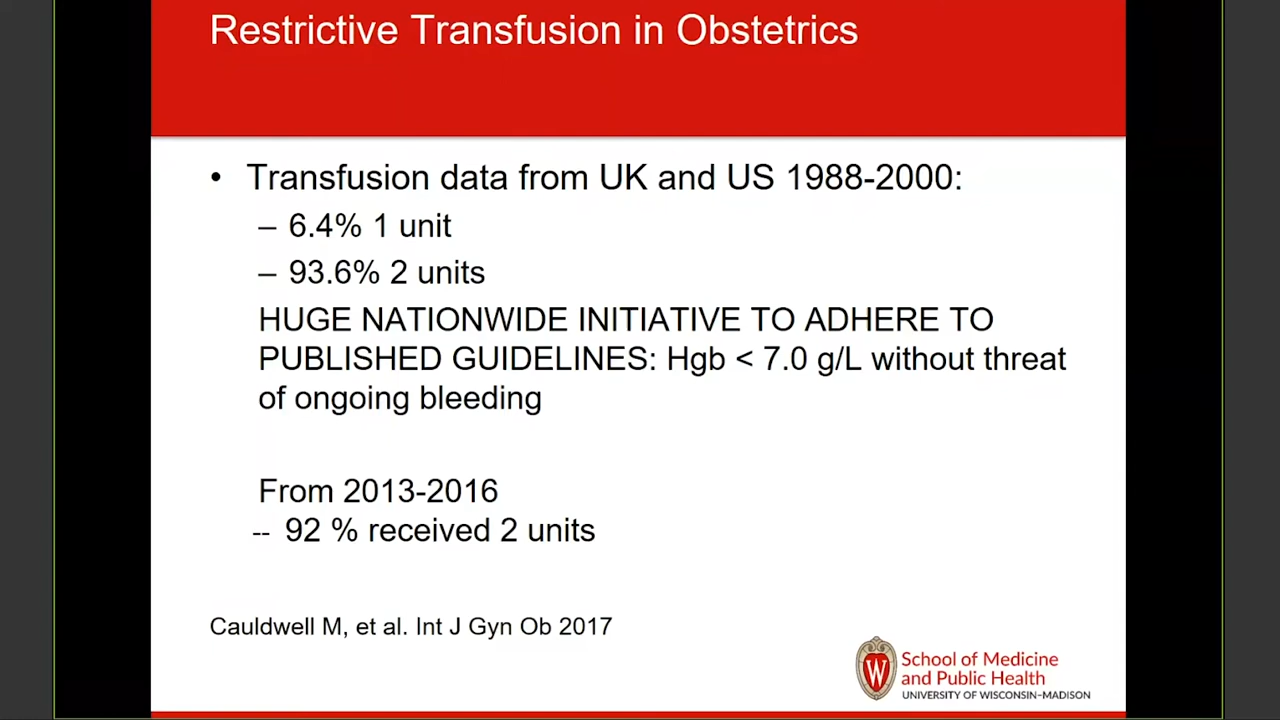 Restrictive Transfusion in Obstetrics
• Transfusion data from UK and US 1988-2000:
– 6.4% 1 unit
– 93.6% 2 units
HUGE NATIONWIDE INITIATIVE TO ADHERE TO
PUBLISHED GUIDELINES: Hgb < 7.0 g/L without threat
of ongoing bleeding
From 2013-2016
-- 92 % received 2 units
Cauldwell M, et al. Int J Gyn Ob 2017
W
School of Medicine
and Public Health
UNIVERSITY OF WISCONSIN–MADISON